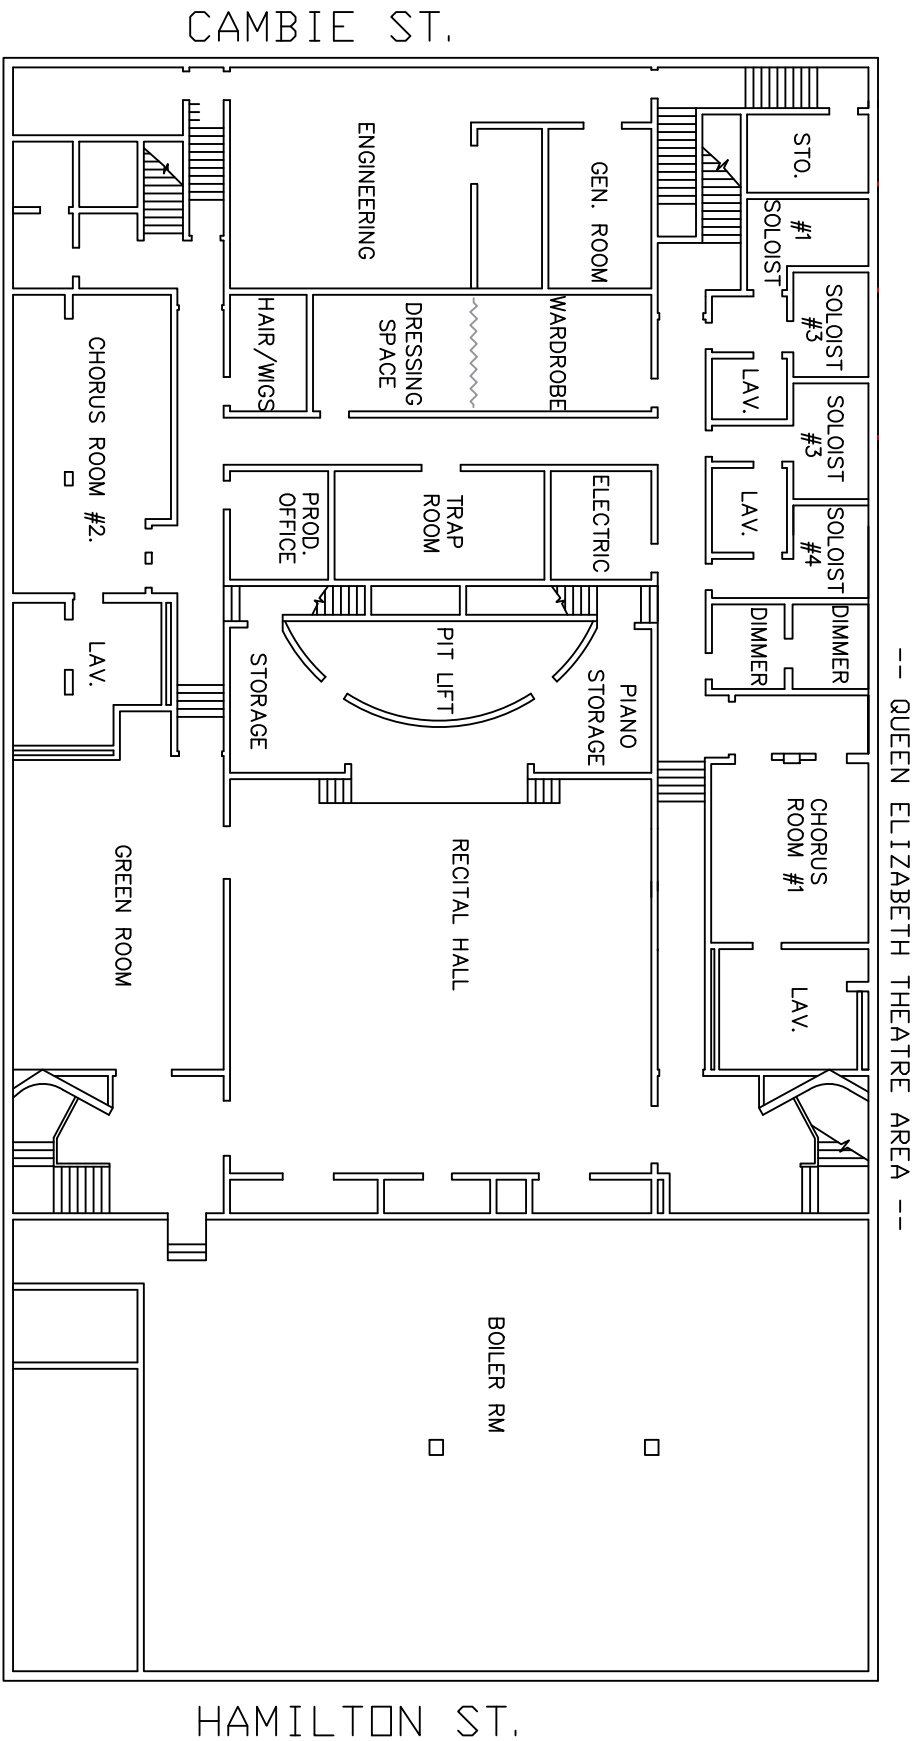 CAMBIE ST.
ENGINEERING
GEN. ROOM
STO.
#1
SOLOIST
HAIR/WIGS
DRESSING
SPACE
WARDROBE
SOLOIST
#3
LAV.
CHORUS ROOM #2.
SOLOIST
#3
PROD.
OFFICE
TRAP
ROOM
ELECTRIC
LAV.
SOLOIST
#4
DIMMER
DIMMER
LAV.
STORAGE
PIT LIFT
PIANO
STORAGE
CHORUS
ROOM #1
GREEN ROOM
RECITAL HALL
LAV.
-- QUEEN ELIZABETH THEATRE AREA --
BOILER RM
HAMILTON ST.